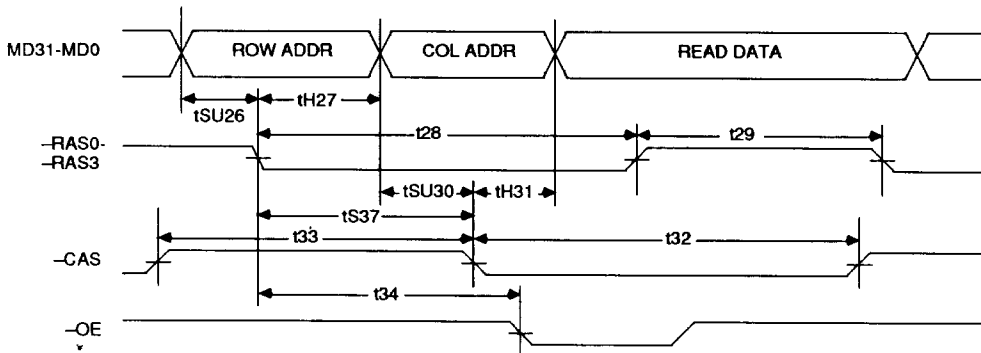 MD31-MD0
ROW ADDR
COL ADDR
READ DATA
tSU26
tH27
t28
t29
–RAS0-
–RAS3
tSU30
tH31
tS37
t33
t32
–CAS
t34
–OE